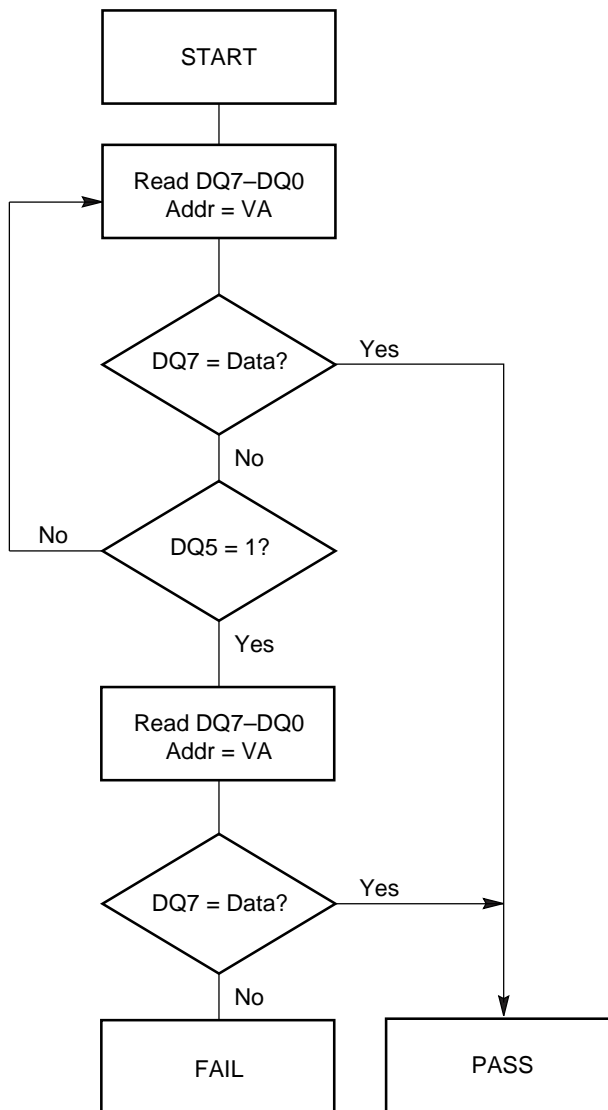 START
Read DQ7–DQ0
Addr = VA
DQ7 = Data?
Yes
No
No
DQ5 = 1?
Yes
Read DQ7–DQ0
Addr = VA
DQ7 = Data?
Yes
No
FAIL
PASS